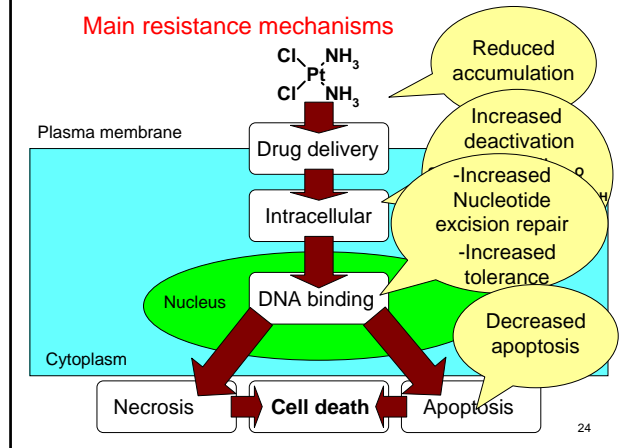 Main resistance mechanisms
Cl NH3
Pt
Cl NH3
Reduced
accumulation
Plasma membrane
Drug delivery
Increased
deactivation
O
H
Intracellular
-Increased
Nucleotide
excision repair
-Increased
tolerance
Nucleus
DNA binding
Decreased
apoptosis
Cytoplasm
Necrosis
Cell death
Apoptosis
24